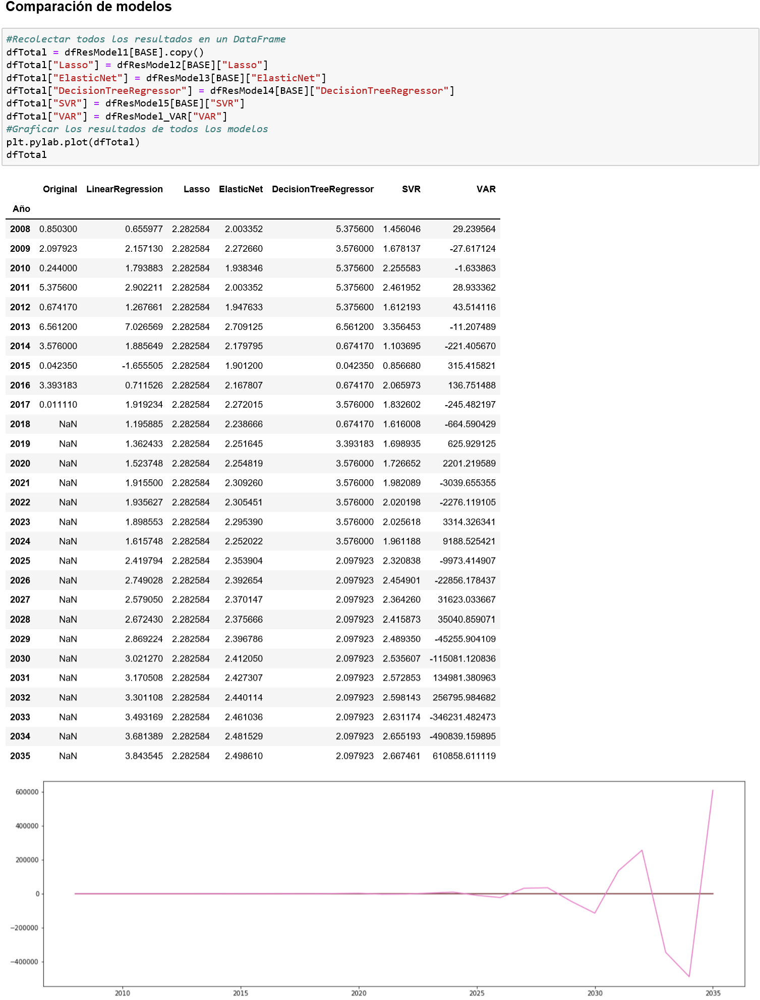 Comparación de modelos
#Recolectar todos los resultados en un DataFrame
dfTotal = dfResModel1[BASE].copy()
dfTotal["Lasso"] = dfResModel2[BASE]["Lasso"]
dfTotal["ElasticNet"] = dfResModel3[BASE]["ElasticNet"]
dfTotal["DecisionTreeRegressor"] = dfResModel4[BASE]["DecisionTreeRegressor"]
dfTotal["SVR"] = dfResModel5[BASE]["SVR"]
dfTotal["VAR"] = dfResModel_VAR["VAR"]
#Graficar los resultados de todos los modelos
plt.pylab.plot(dfTotal)
dfTotal
Original LinearRegression Lasso ElasticNet DecisionTreeRegressor SVR VAR
Año
2008 0.850300 0.655977 2.282584 2.003352 5.375600 1.456046 29.239564
2009 2.097923 2.157130 2.282584 2.272660 3.576000 1.678137 -27.617124
2010 0.244000 1.793883 2.282584 1.938346 5.375600 2.255583 -1.633863
2011 5.375600 2.902211 2.282584 2.003352 5.375600 2.461952 28.933362
2012 0.674170 1.267661 2.282584 1.947633 5.375600 1.612193 43.514116
2013 6.561200 7.026569 2.282584 2.709125 6.561200 3.356453 -11.207489
2014 3.576000 1.885649 2.282584 2.179795 0.674170 1.103695 -221.405670
2015 0.042350 -1.655505 2.282584 1.901200 0.042350 0.856680 315.415821
2016 3.393183 0.711526 2.282584 2.167807 0.674170 2.065973 136.751488
2017 0.011110 1.919234 2.282584 2.272015 3.576000 1.832602 -245.482197
2018 NaN 1.195885 2.282584 2.238666 0.674170 1.616008 -664.590429
2019 NaN 1.362433 2.282584 2.251645 3.393183 1.698935 625.929125
2020 NaN 1.523748 2.282584 2.254819 3.576000 1.726652 2201.219589
2021 NaN 1.915500 2.282584 2.309260 3.576000 1.982089 -3039.655355
2022 NaN 1.935627 2.282584 2.305451 3.576000 2.020198 -2276.119105
2023 NaN 1.898553 2.282584 2.295390 3.576000 2.025618 3314.326341
2024 NaN 1.615748 2.282584 2.252022 3.576000 1.961188 9188.525421
2025 NaN 2.419794 2.282584 2.353904 2.097923 2.320838 -9973.414907
2026 NaN 2.749028 2.282584 2.392654 2.097923 2.454901 -22856.178437
2027 NaN 2.579050 2.282584 2.370147 2.097923 2.364260 31623.033667
2028 NaN 2.672430 2.282584 2.375666 2.097923 2.415873 35040.859071
2029 NaN 2.869224 2.282584 2.396786 2.097923 2.489350 -45255.904109
2030 NaN 3.021270 2.282584 2.412050 2.097923 2.535607 -115081.120836
2031 NaN 3.170508 2.282584 2.427307 2.097923 2.572853 134981.380963
2032 NaN 3.301108 2.282584 2.440114 2.097923 2.598143 256795.984682
2033 NaN 3.493169 2.282584 2.461036 2.097923 2.631174 -346231.482473
2034 NaN 3.681389 2.282584 2.481529 2.097923 2.655193 -490839.159895
2035 NaN 3.843545 2.282584 2.498610 2.097923 2.667461 610858.611119
600000
400000
200000
0
−200000
−400000
2010 2015 2020 2025 2030 2035